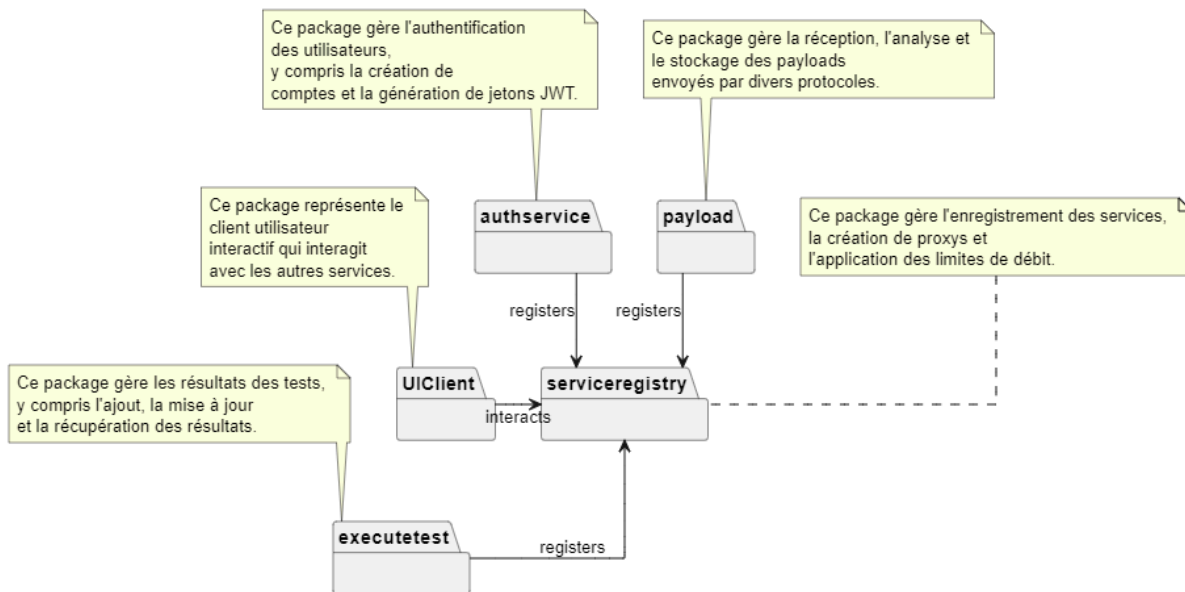 Ce package gère l'authentification
des utilisateurs,
y compris la création de
comptes et la génération de jetons JWT.
Ce package gère la réception, l'analyse et
le stockage des payloads
envoyés par divers protocoles.
Ce package représente le
client utilisateur
interactif qui interagit
avec les autres services.
authservice
payload
Ce package gère l'enregistrement des services,
la création de proxys et
l'application des limites de débit.
registers
registers
Ce package gère les résultats des tests,
y compris l'ajout, la mise à jour
et la récupération des résultats.
UIClient
serviceregistry
interacts
executetest
registers